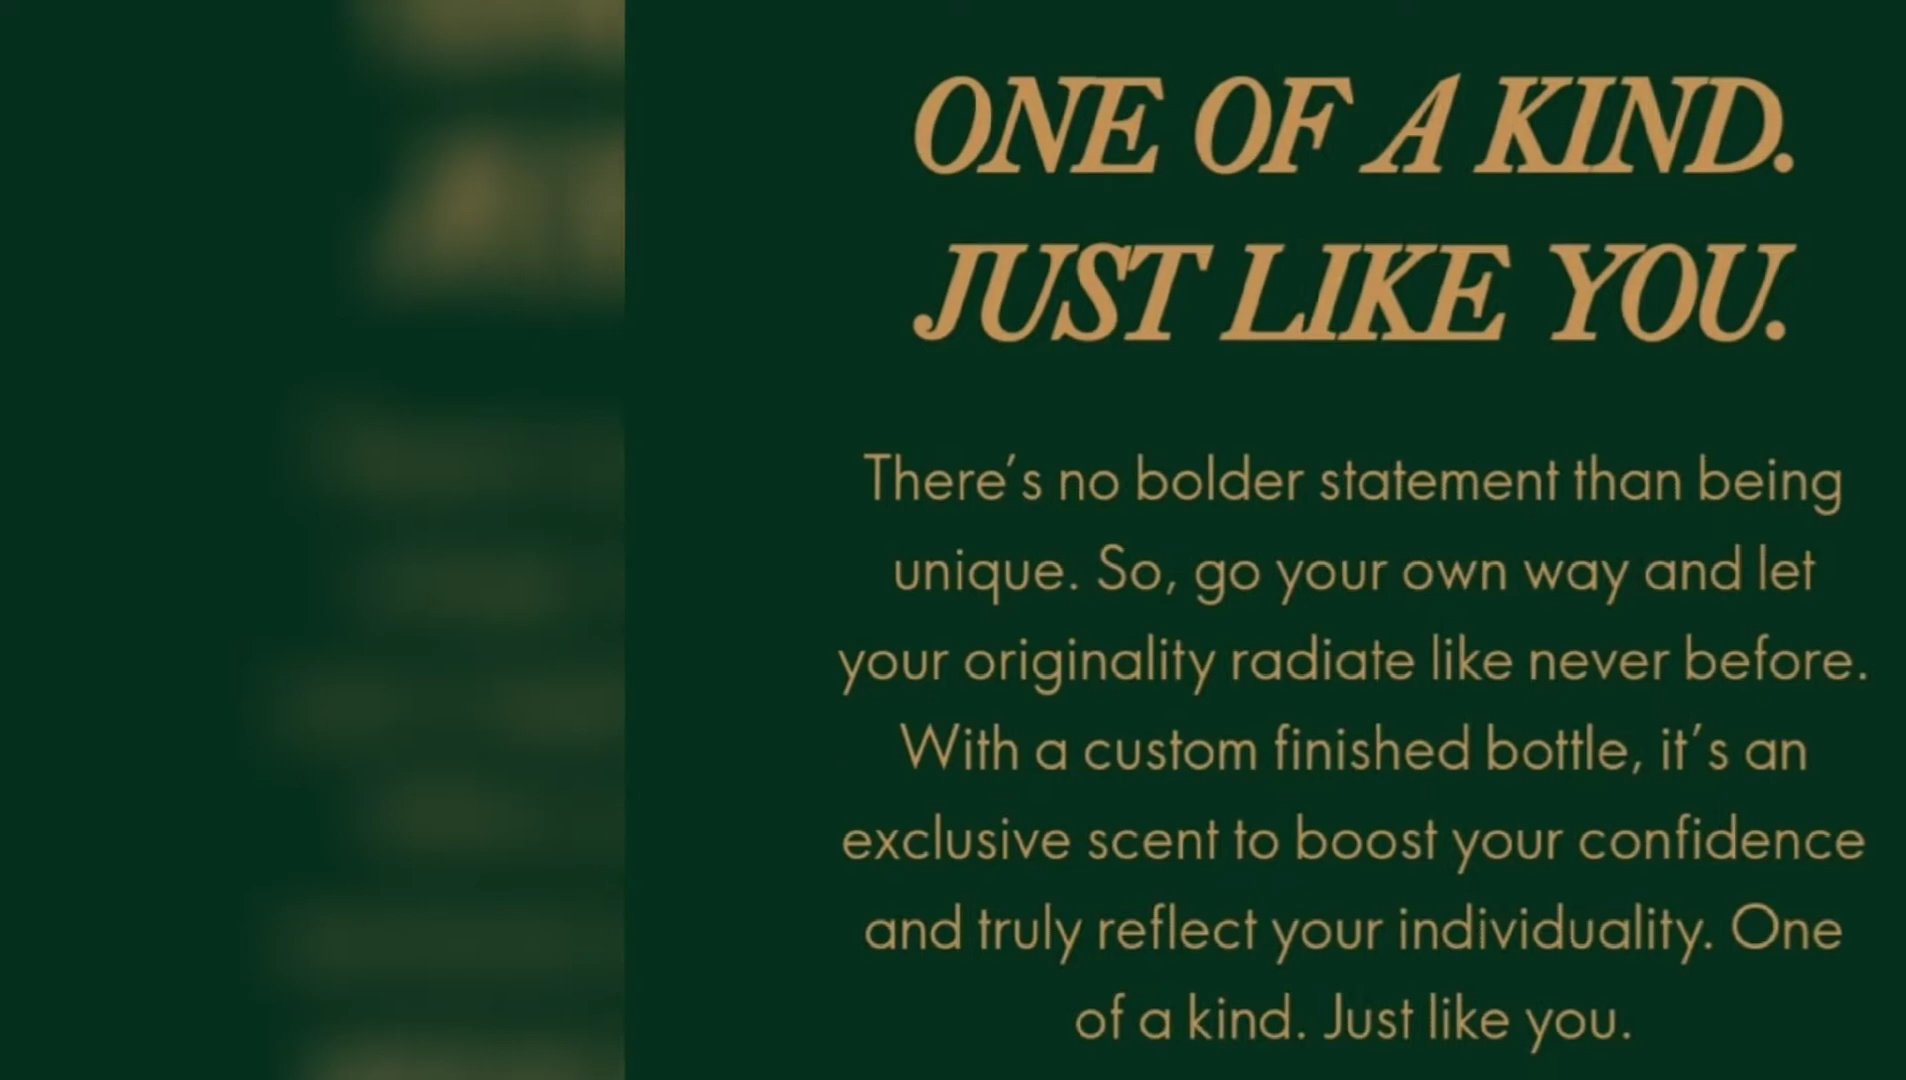 ONE OF A KIND.
JUST LIKE YOU.
There’s no bolder statement than being
unique. So, go your own way and let
your originality radiate like never before.
With a custom finished bottle, it’s an
exclusive scent to boost your confidence
and truly reflect your individuality. One
of a kind. Just like you.